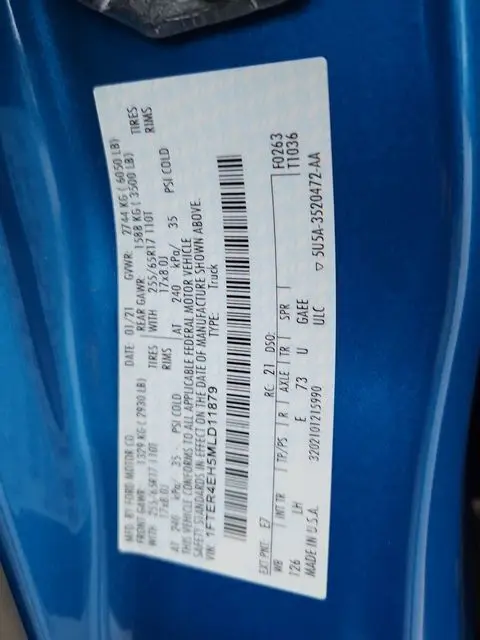 MFD. BY FORD MOTOR CO.
DATE: 01/21 GVWR: 2744 KG ( 6050 LB)
FRONT GAWR: 1329 KG ( 2930 LB) REAR GAWR: 1588 KG ( 3500 LB)
WITH 255/65R17 110T TIRES WITH 255/65R17 110T TIRES
17x8.0J RIMS 17x8.0J RIMS
AT 240 kPa/ 35 PSI COLD AT 240 kPa/ 35 PSI COLD
THIS VEHICLE CONFORMS TO ALL APPLICABLE FEDERAL MOTOR VEHICLE
SAFETY STANDARDS IN EFFECT ON THE DATE OF MANUFACTURE SHOWN ABOVE.
VIN: 1FTER4EH5MLD11879 TYPE: Truck
F0263
T1036
EXT PNT: E7 RC: 21 DSO:
WB INT TR TP/PS R AXLE TR SPR
126 LH E 73 U GAEE
3202101215990 ULC
MADE IN U.S.A. ▽ 5U5A-3520472-AA